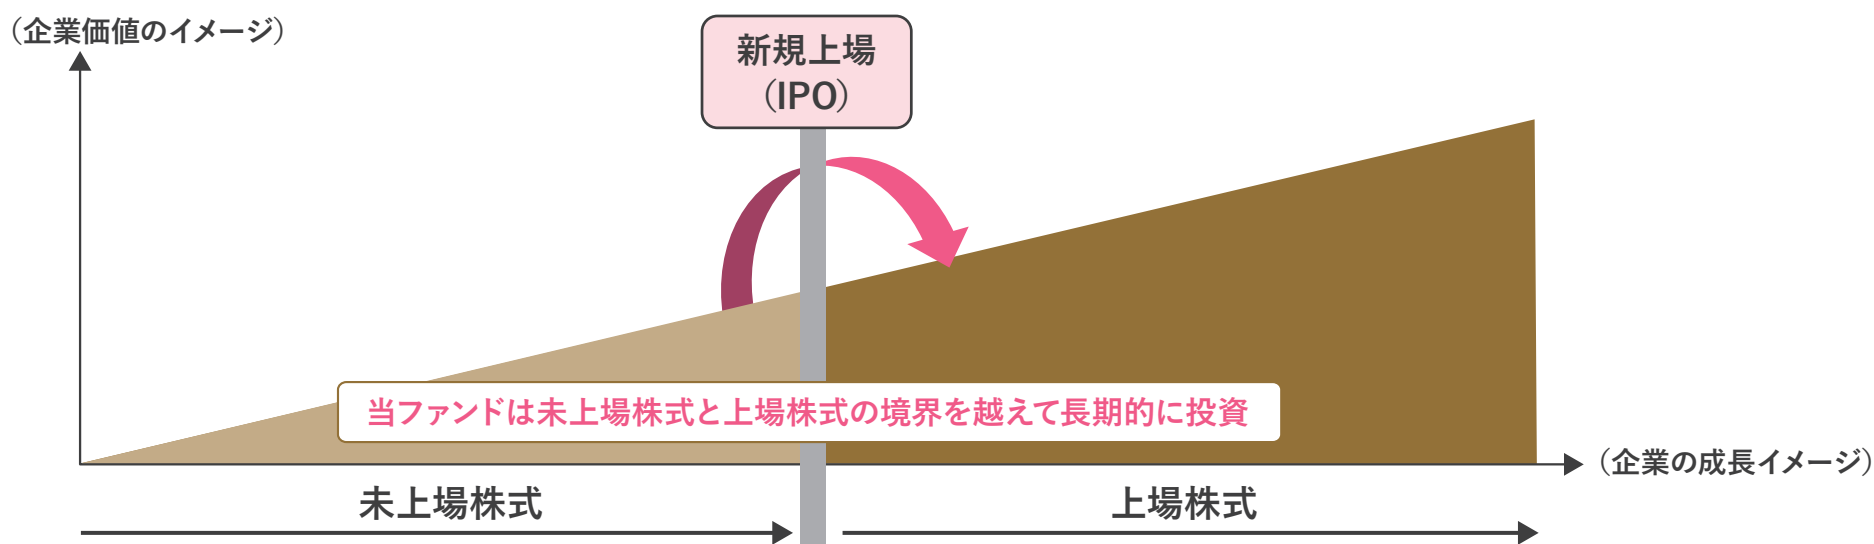 （企業価値のイメージ）
新規上場
（IPO）
当ファンドは未上場株式と上場株式の境界を越えて長期的に投資
（企業の成長イメージ）
未上場株式
上場株式